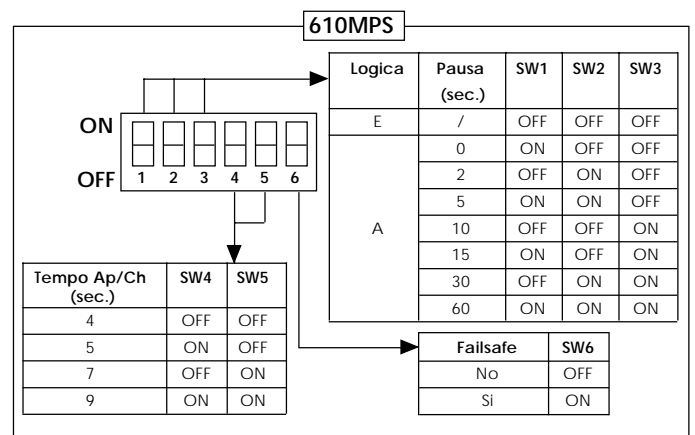 610MPS
Logica Pausa (sec.) SW1 SW2 SW3
E / OFF OFF OFF
A
0 ON OFF OFF
2 OFF ON OFF
5 ON ON OFF
10 OFF OFF ON
15 ON OFF ON
30 OFF ON ON
60 ON ON ON
ON
OFF
1 2 3 4 5 6
Tempo Ap/Ch (sec.) SW4 SW5
4 OFF OFF
5 ON OFF
7 OFF ON
9 ON ON
Failsafe SW6
No OFF
Si ON